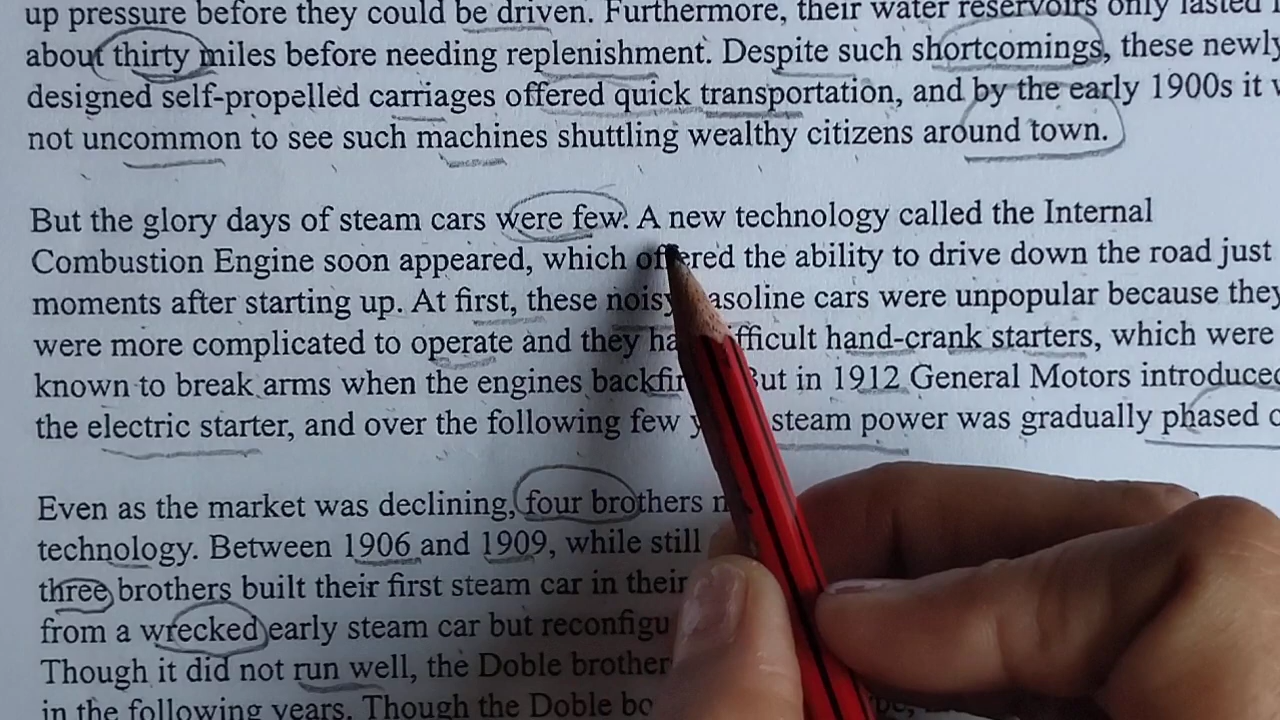 up pressure before they could be driven. Furthermore, their water reservoirs only lasted
about thirty miles before needing replenishment. Despite such shortcomings, these newly
designed self-propelled carriages offered quick transportation, and by the early 1900s it
not uncommon to see such machines shuttling wealthy citizens around town.
But the glory days of steam cars were few. A new technology called the Internal
Combustion Engine soon appeared, which offered the ability to drive down the road just
moments after starting up. At first, these noisy gasoline cars were unpopular because they
were more complicated to operate and they had difficult hand-crank starters, which were
known to break arms when the engines But in 1912 General Motors introduced
the electric starter, and over the following few steam power was gradually phased
Even as the market was declining, four brothers
technology. Between 1906 and 1909, while still
three brothers built their first steam car in their
from a wrecked early steam car but
Though it did not run well, the Doble
in the following years. Though the Doble